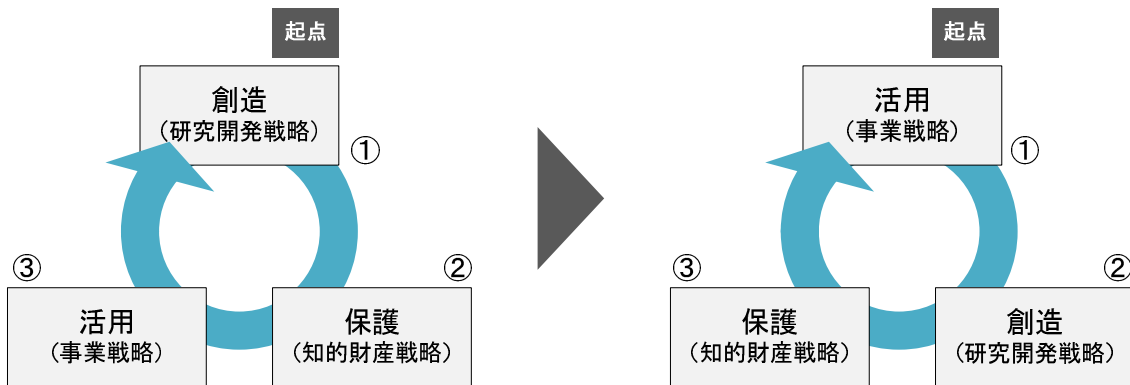 起点
創造
（研究開発戦略）
①
③
②
活用
（事業戦略）
保護
（知的財産戦略）
起点
活用
（事業戦略）
①
③
②
保護
（知的財産戦略）
創造
（研究開発戦略）